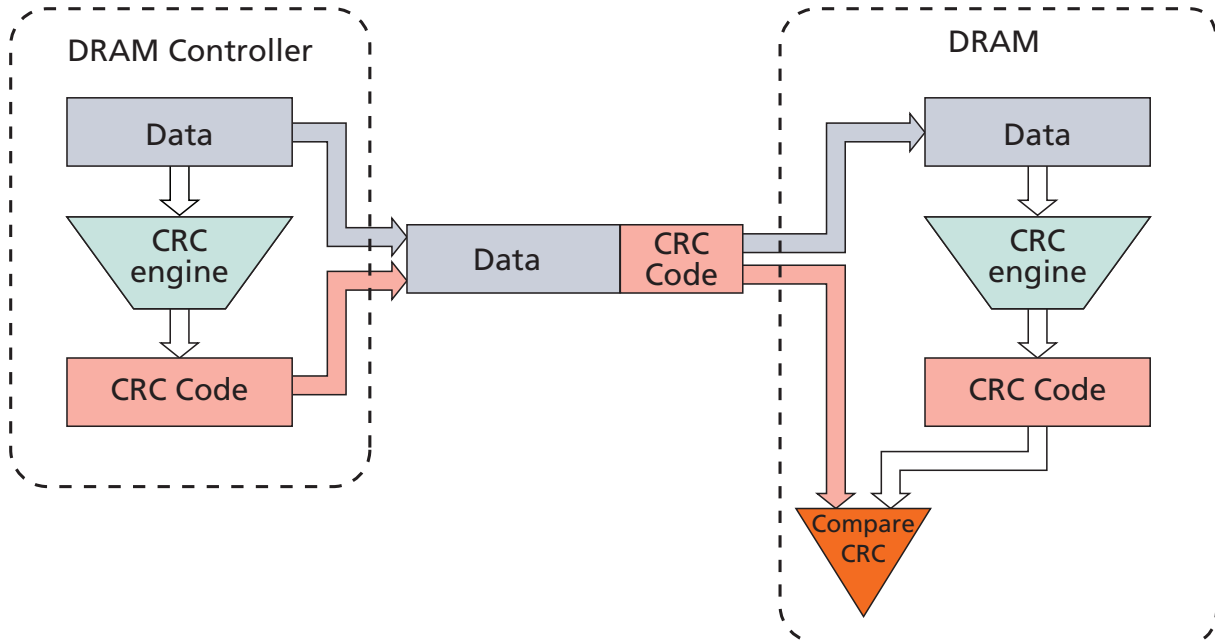 DRAM Controller
Data
CRC
engine
CRC Code
Data
CRC
Code
DRAM
Data
CRC
engine
CRC Code
Compare
CRC